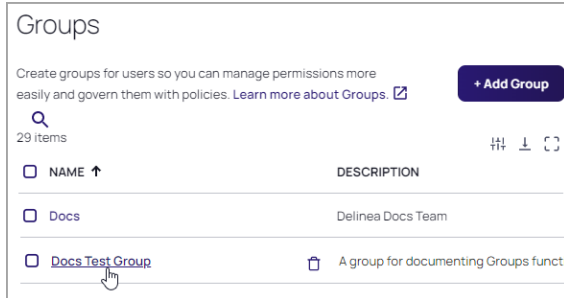 Groups
Create groups for users so you can manage permissions more
easily and govern them with policies. Learn more about Groups.
+ Add Group
29 items
NAME
DESCRIPTION
Docs
Delinea Docs Team
Docs Test Group
A group for documenting Groups funct